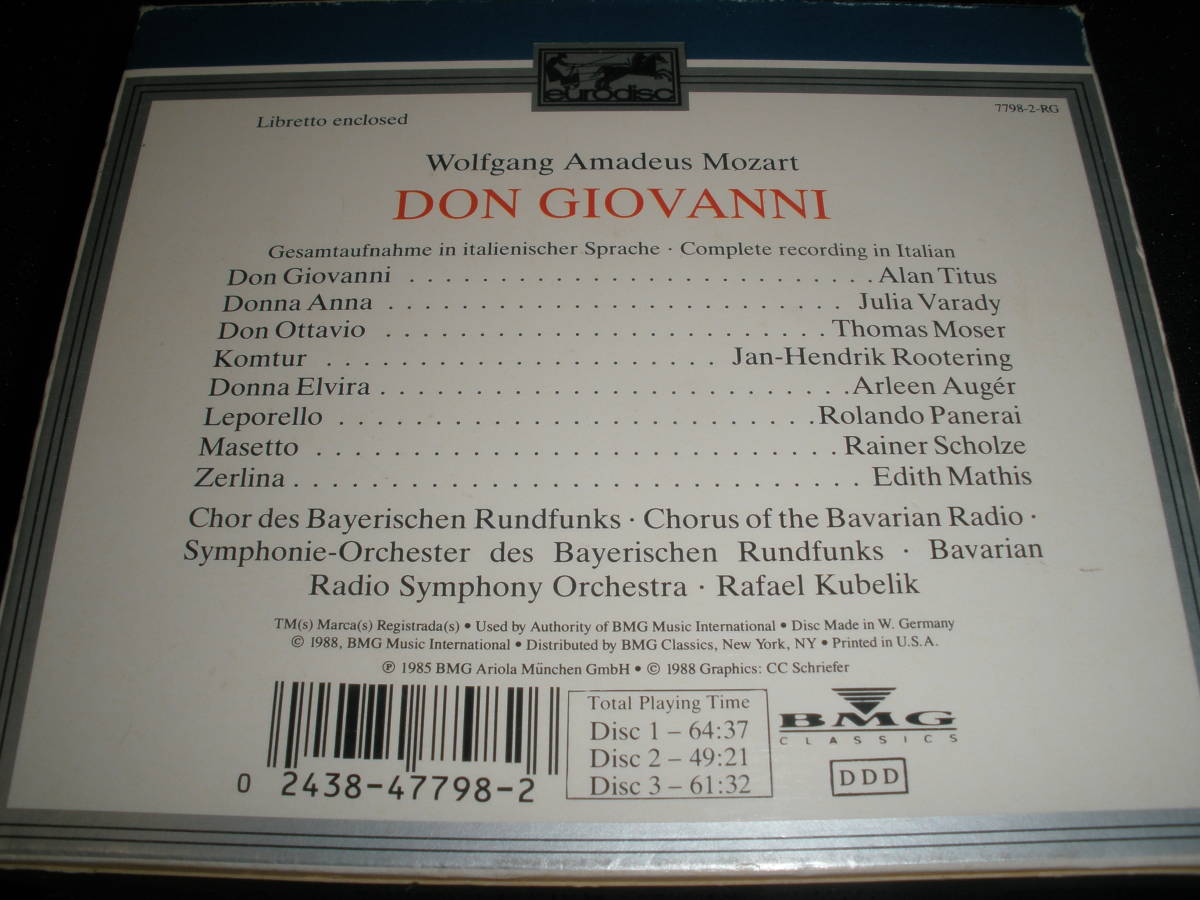 eurodisc
Libretto enclosed
7798-2-RG
Wolfgang Amadeus Mozart
DON GIOVANNI
Gesamtaufnahme in italienischer Sprache · Complete recording in Italian
Don Giovanni . . . . . . . . . . . . . . . . . . . . . . . . . . . Alan Titus
Donna Anna . . . . . . . . . . . . . . . . . . . . . . . . . . . Julia Varady
Don Ottavio . . . . . . . . . . . . . . . . . . . . . . . . . . Thomas Moser
Komtur . . . . . . . . . . . . . . . . . . . . . . . Jan-Hendrik Rootering
Donna Elvira . . . . . . . . . . . . . . . . . . . . . . . . . . . Arleen Augér
Leporello . . . . . . . . . . . . . . . . . . . . . . . . . . . Rolando Panerai
Masetto . . . . . . . . . . . . . . . . . . . . . . . . . . . . . Rainer Scholze
Zerlina . . . . . . . . . . . . . . . . . . . . . . . . . . . . . . . Edith Mathis
Chor des Bayerischen Rundfunks · Chorus of the Bavarian Radio ·
Symphonie-Orchester des Bayerischen Rundfunks · Bavarian
Radio Symphony Orchestra · Rafael Kubelik
TM(s) Marca(s) Registrada(s) • Used by Authority of BMG Music International • Disc Made in W. Germany
© 1988, BMG Music International • Distributed by BMG Classics, New York, NY • Printed in U.S.A.
℗ 1985 BMG Ariola München GmbH • © 1988 Graphics: CC Schriefer
Total Playing Time
Disc 1 – 64:37
Disc 2 – 49:21
Disc 3 – 61:32
BMG
CLASSICS
DDD
0 2438-47798-2